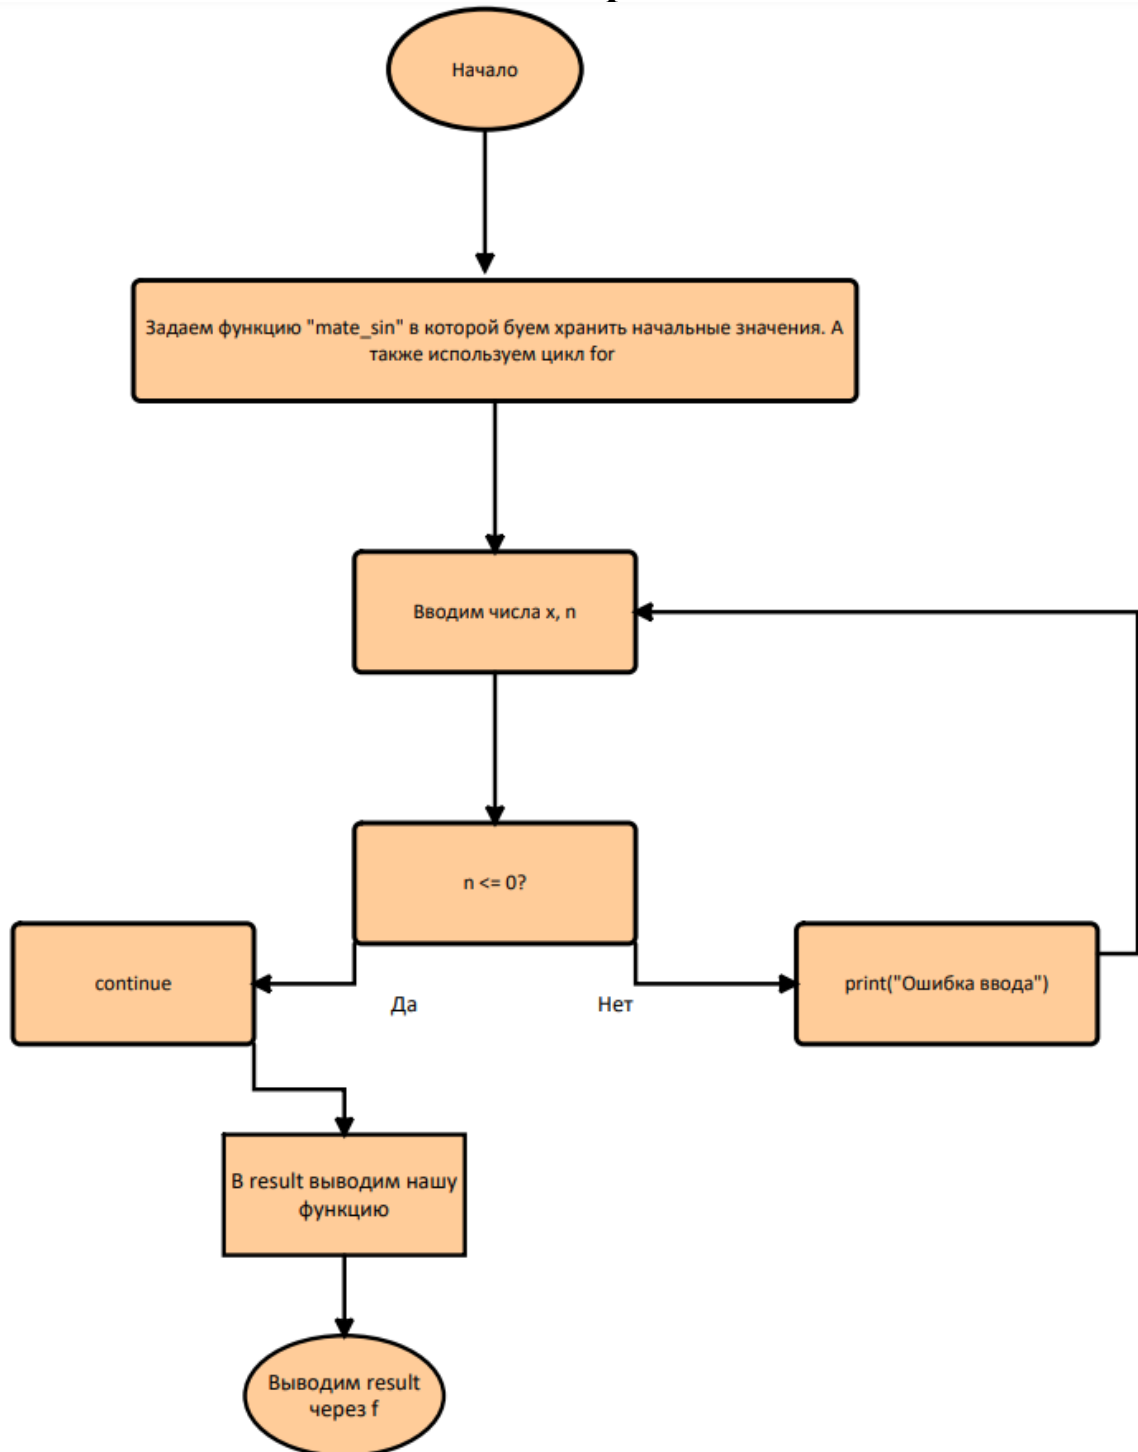 Начало
Задаем функцию "mate_sin" в которой буем хранить начальные значения. А
также используем цикл for
Вводим числа x, n
n <= 0?
continue
print("Ошибка ввода")
Да
Нет
В result выводим нашу
функцию
Выводим result
через f